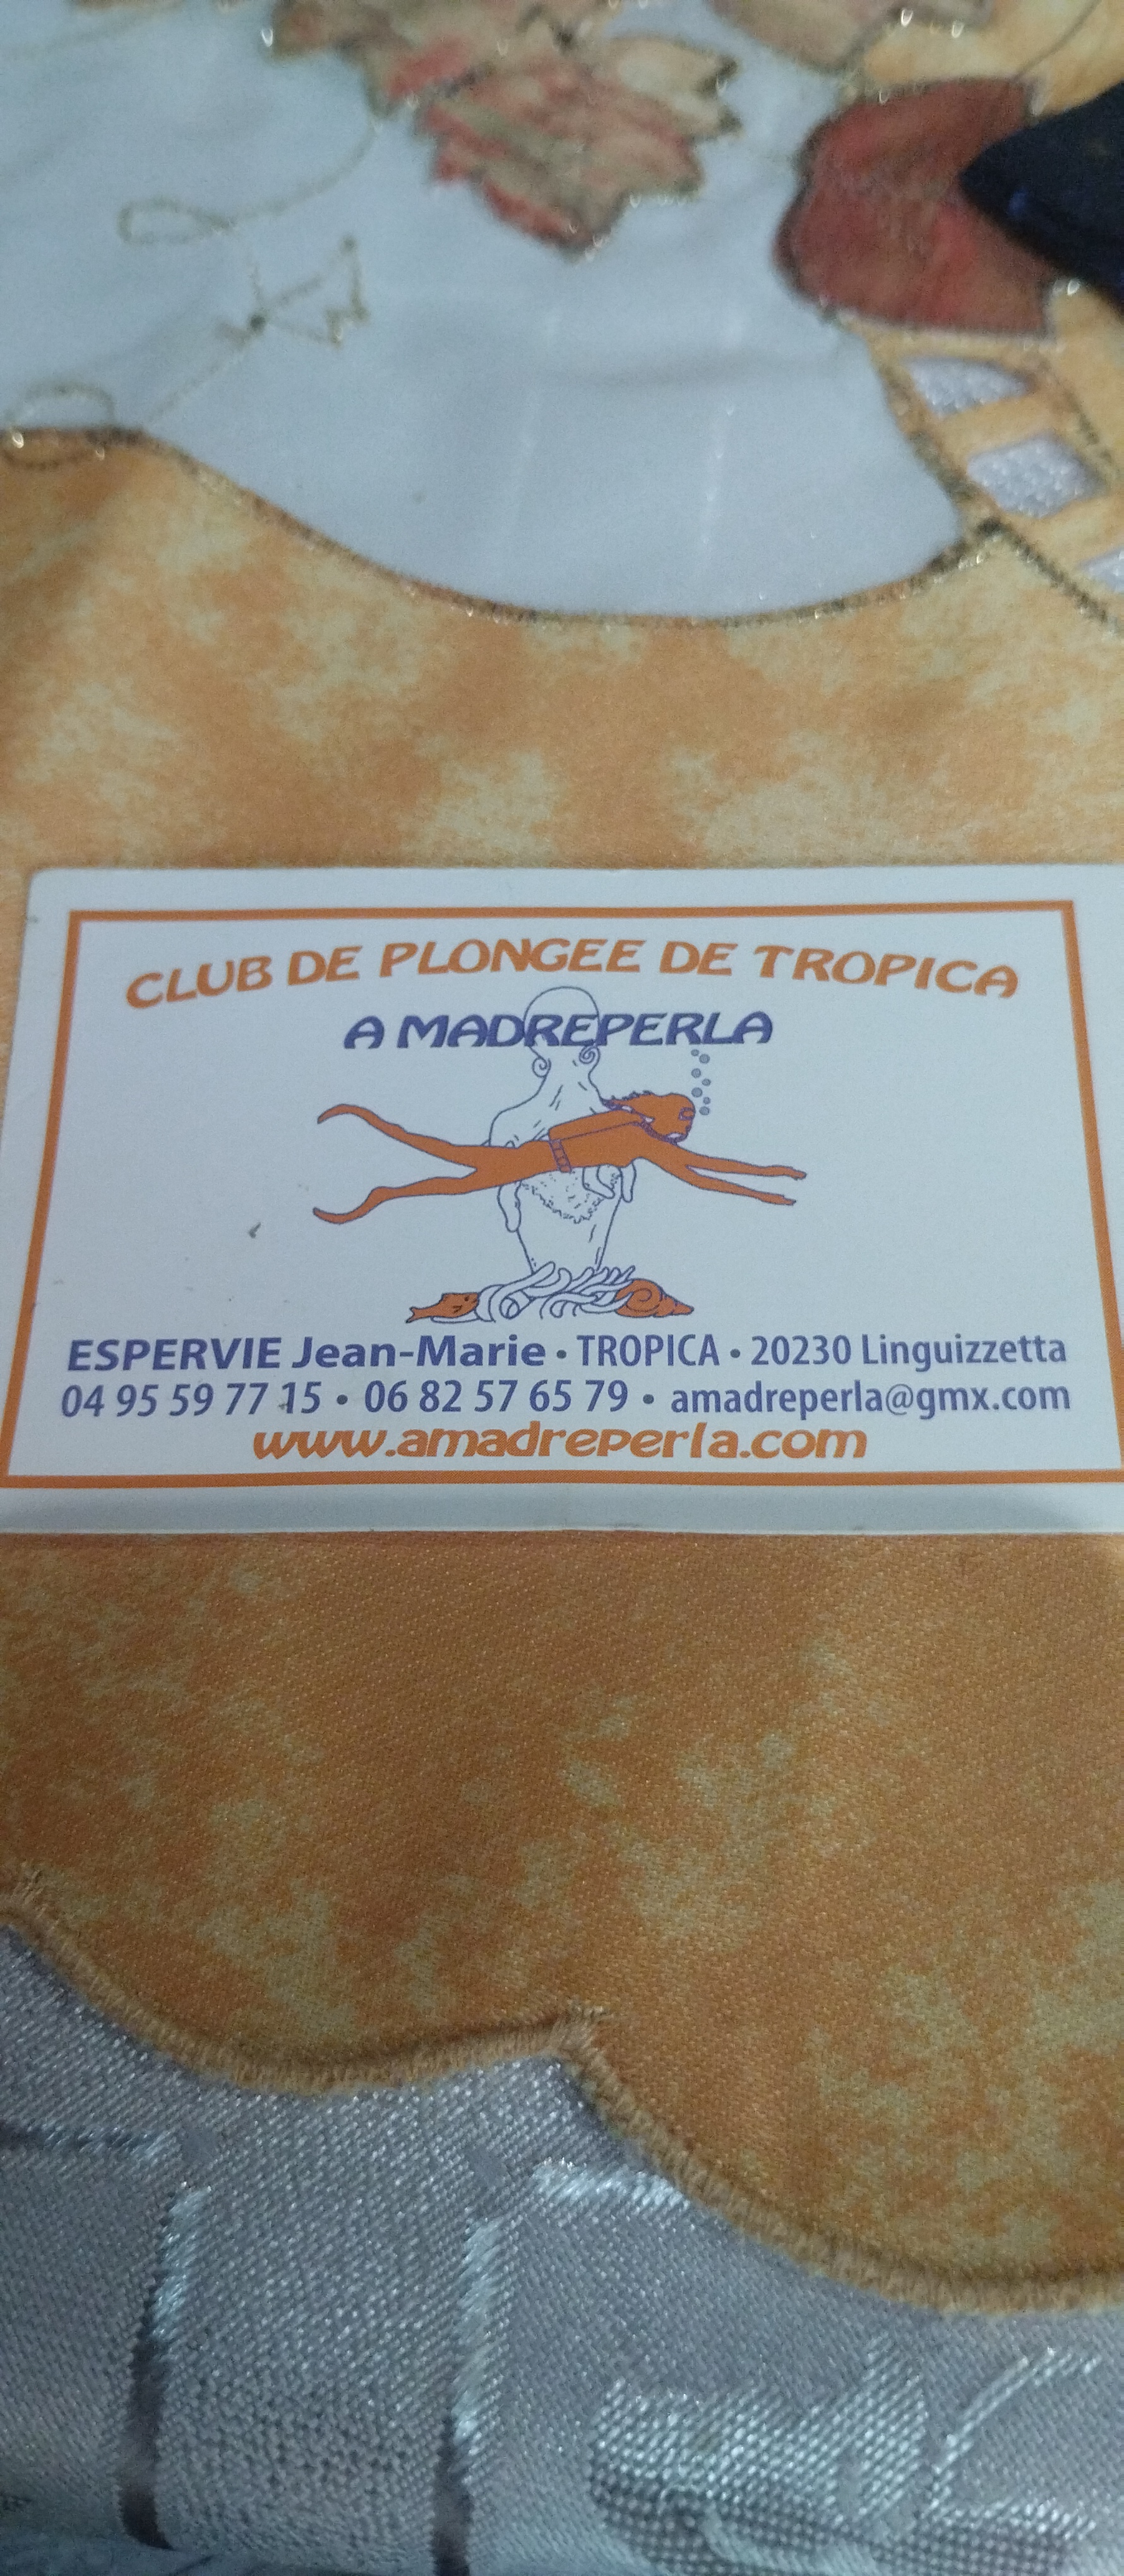 CLUB DE PLONGEE DE TROPICA
A MADREPERLA
ESPERVIE Jean-Marie • TROPICA • 20230 Linguizzetta
04 95 59 77 15 • 06 82 57 65 79 • amadreperla@gmx.com
www.amadreperla.com